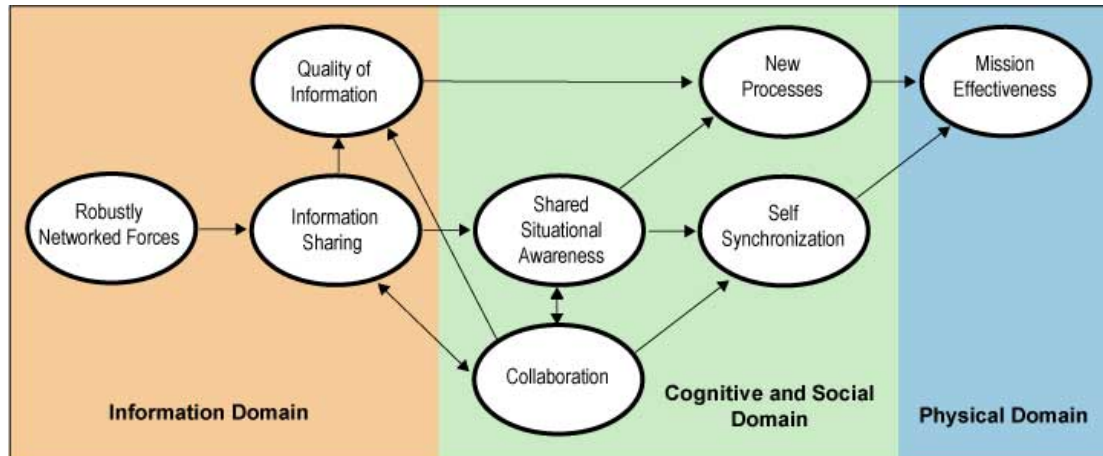 Quality of
Information
New
Processes
Mission
Effectiveness
Robustly
Networked Forces
Information
Sharing
Shared
Situational
Awareness
Self
Synchronization
Collaboration
Information Domain
Cognitive and Social
Domain
Physical Domain